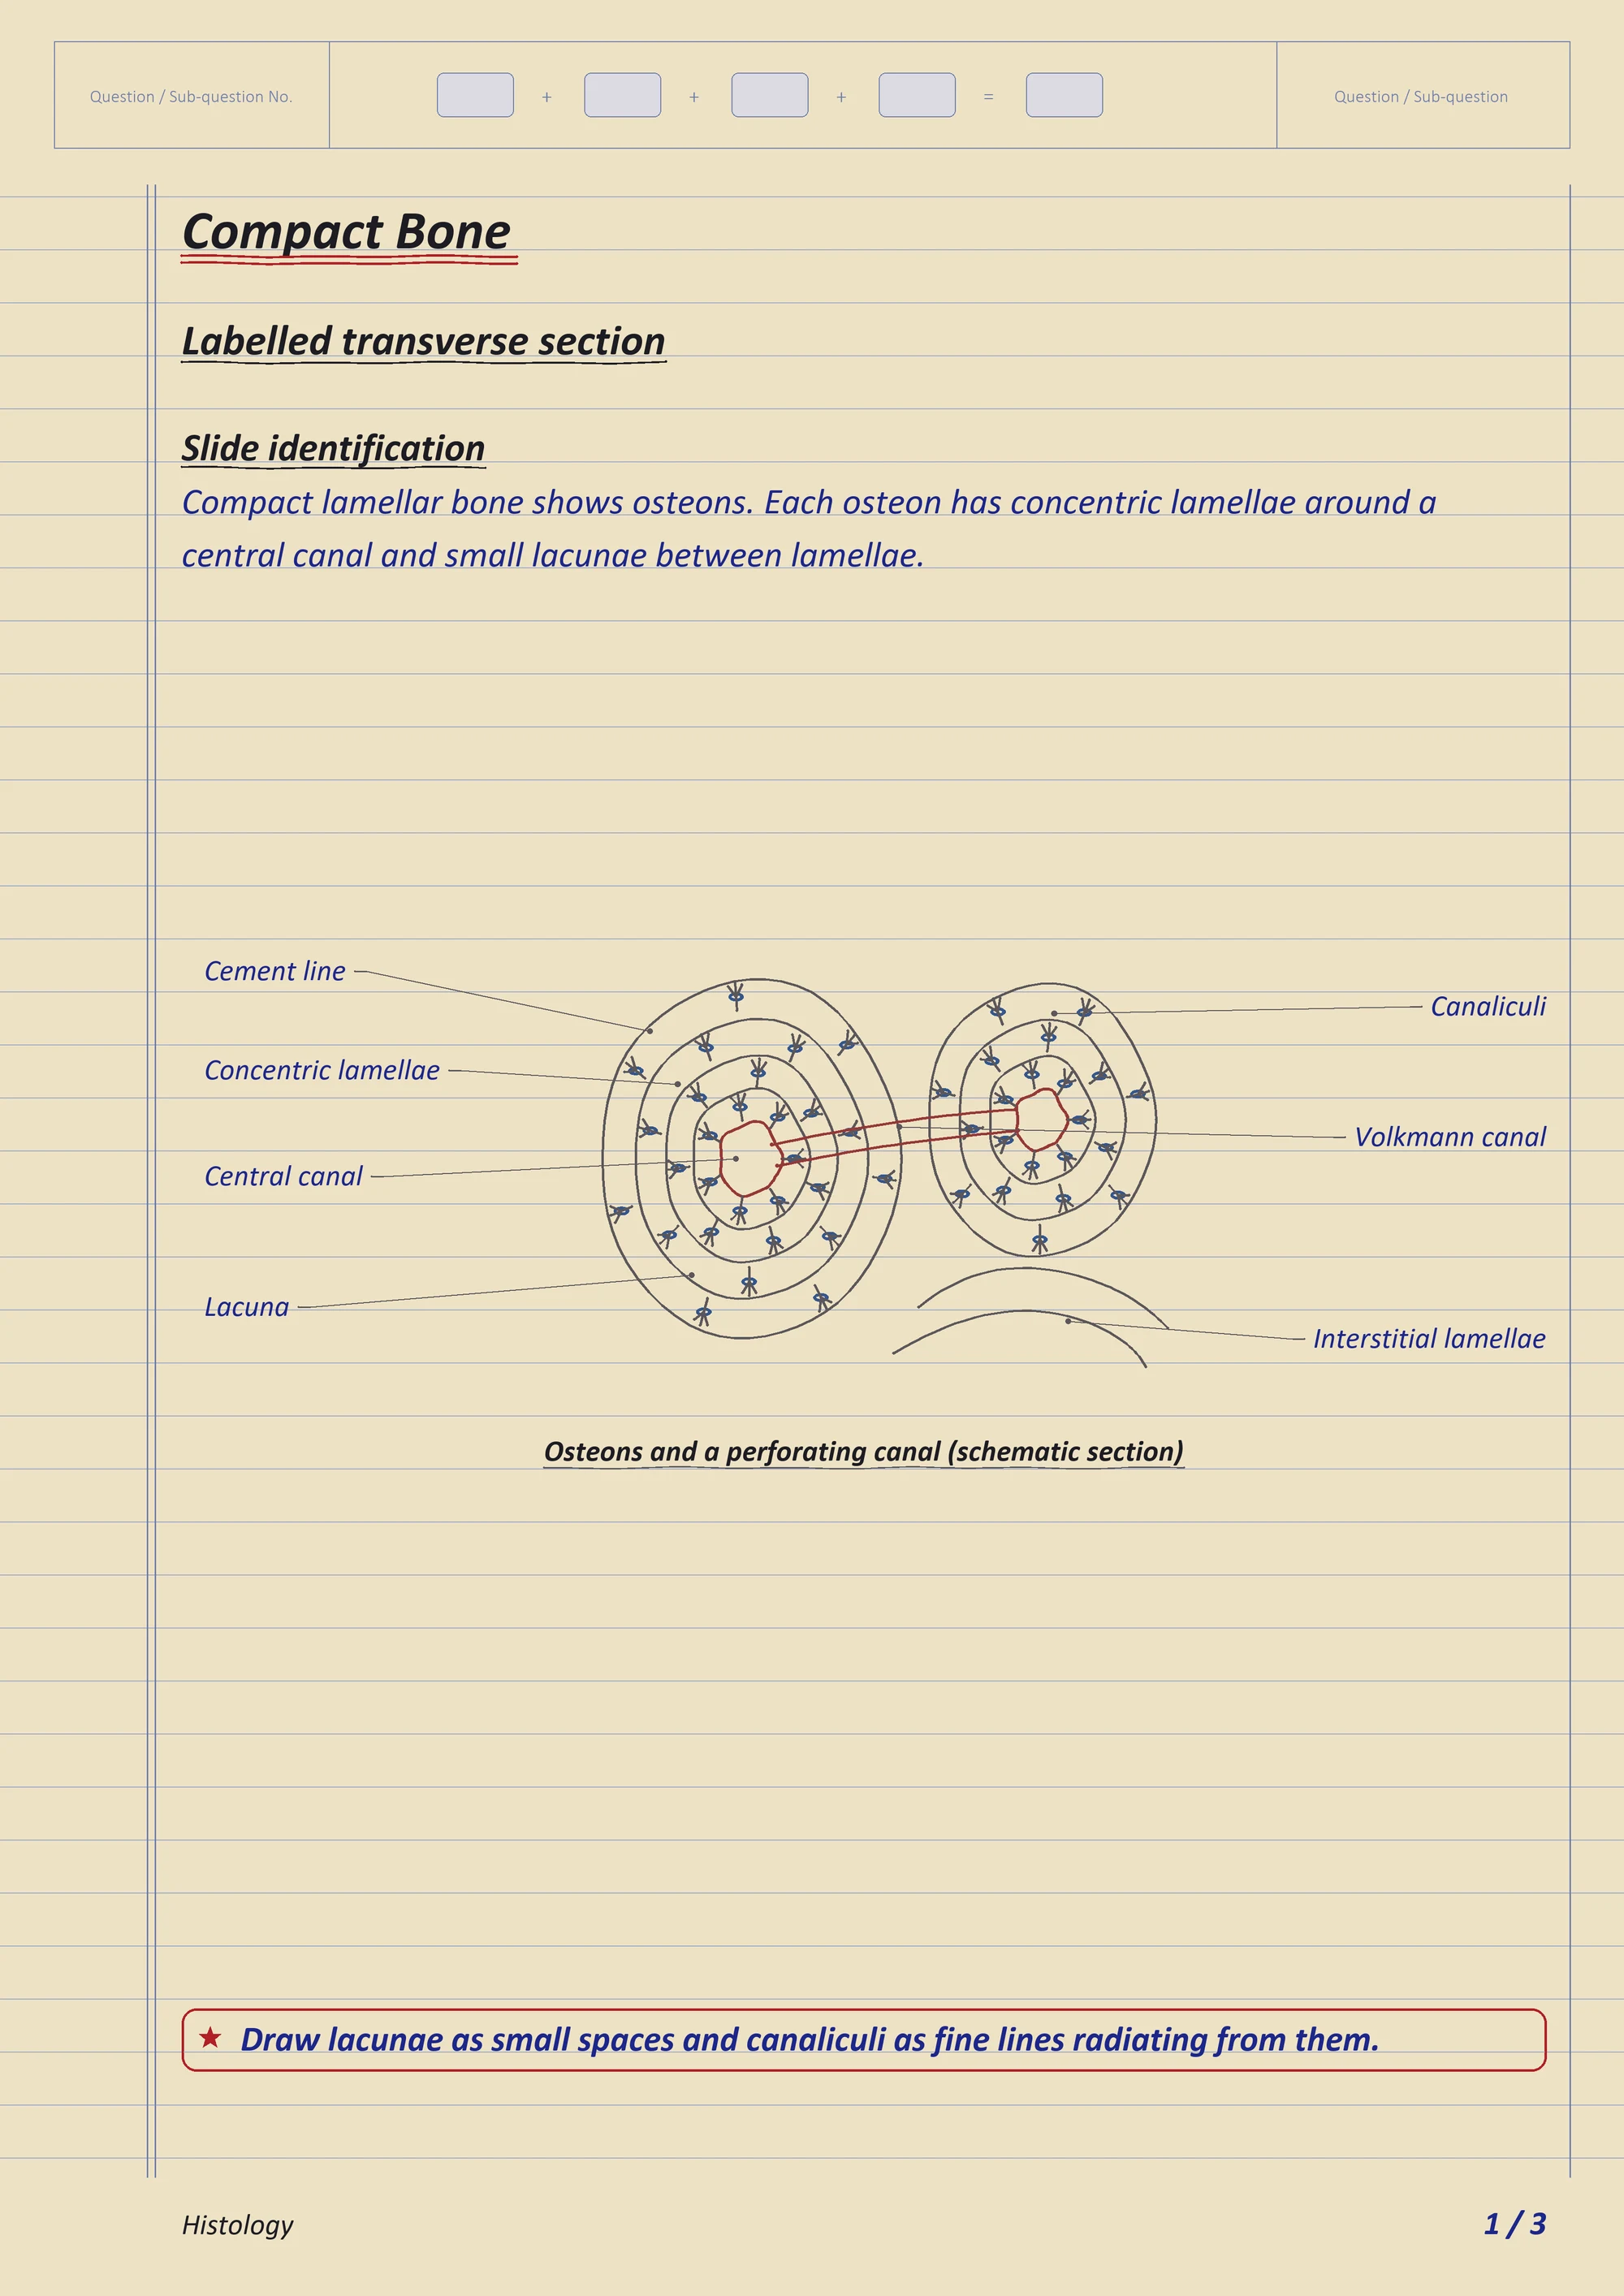 Question / Sub-question No.
+ + + =
Question / Sub-question
Compact Bone
Labelled transverse section
Slide identification
Compact lamellar bone shows osteons. Each osteon has concentric lamellae around a
central canal and small lacunae between lamellae.
Cement line
Canaliculi
Concentric lamellae
Volkmann canal
Central canal
Lacuna
Interstitial lamellae
Osteons and a perforating canal (schematic section)
★ Draw lacunae as small spaces and canaliculi as fine lines radiating from them.
Histology
1 / 3